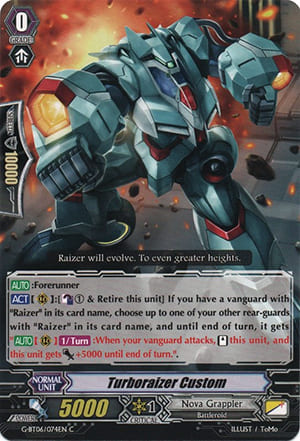 0
GRADE
SHIELD 10000
Raizer will evolve. To even greater heights.
AUTO :Forerunner
ACT [ ]:[ ① & Retire this unit] If you have a vanguard with
"Raizer" in its card name, choose up to one of your other rear-guards
with "Raizer" in its card name, and until end of turn, it gets
"AUTO [ ] 1/Turn :When your vanguard attacks, this unit, and
this unit gets +5000 until end of turn.".
NORMAL UNIT
Turboraizer Custom
POWER
5000
1
CRITICAL
Nova Grappler
Battleroid
G-BT06/074EN C
ILLUST / ToMo